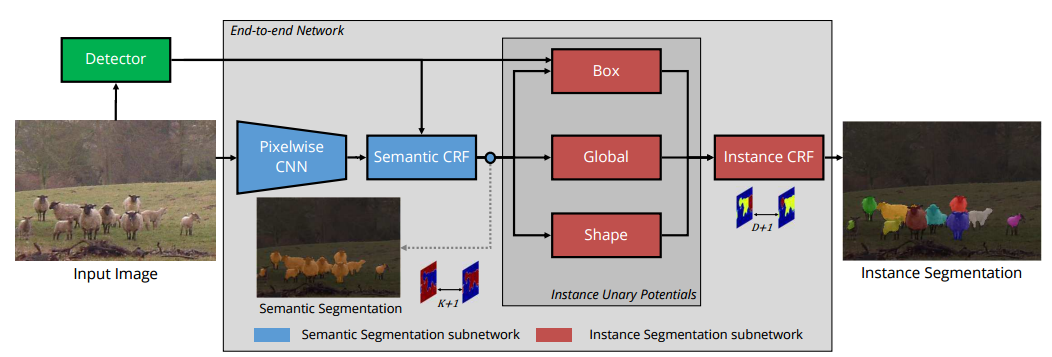 End-to-end Network
Detector
Box
Pixelwise
CNN
Semantic CRF
Global
Instance CRF
Shape
D+1
K+1
Input Image
Semantic Segmentation
Instance Unary Potentials
Instance Segmentation
Semantic Segmentation subnetwork
Instance Segmentation subnetwork